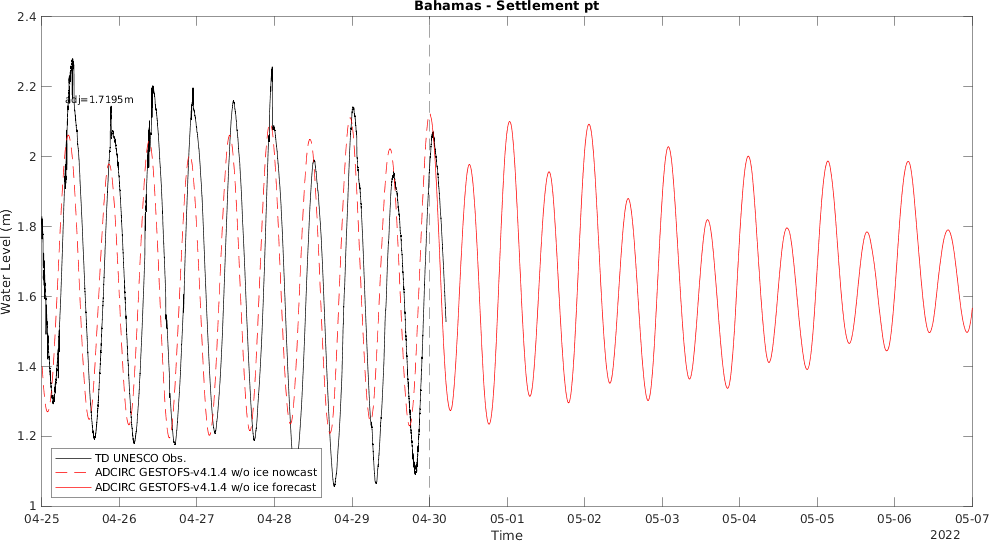 Bahamas - Settlement pt
2.4
2.2
2
1.8
1.6
1.4
1.2
1
Water Level (m)
adj=1.7195m
TD UNESCO Obs.
ADCIRC GESTOFS-v4.1.4 w/o ice nowcast
ADCIRC GESTOFS-v4.1.4 w/o ice forecast
04-25 04-26 04-27 04-28 04-29 04-30 05-01 05-02 05-03 05-04 05-05 05-06 05-07
Time
2022